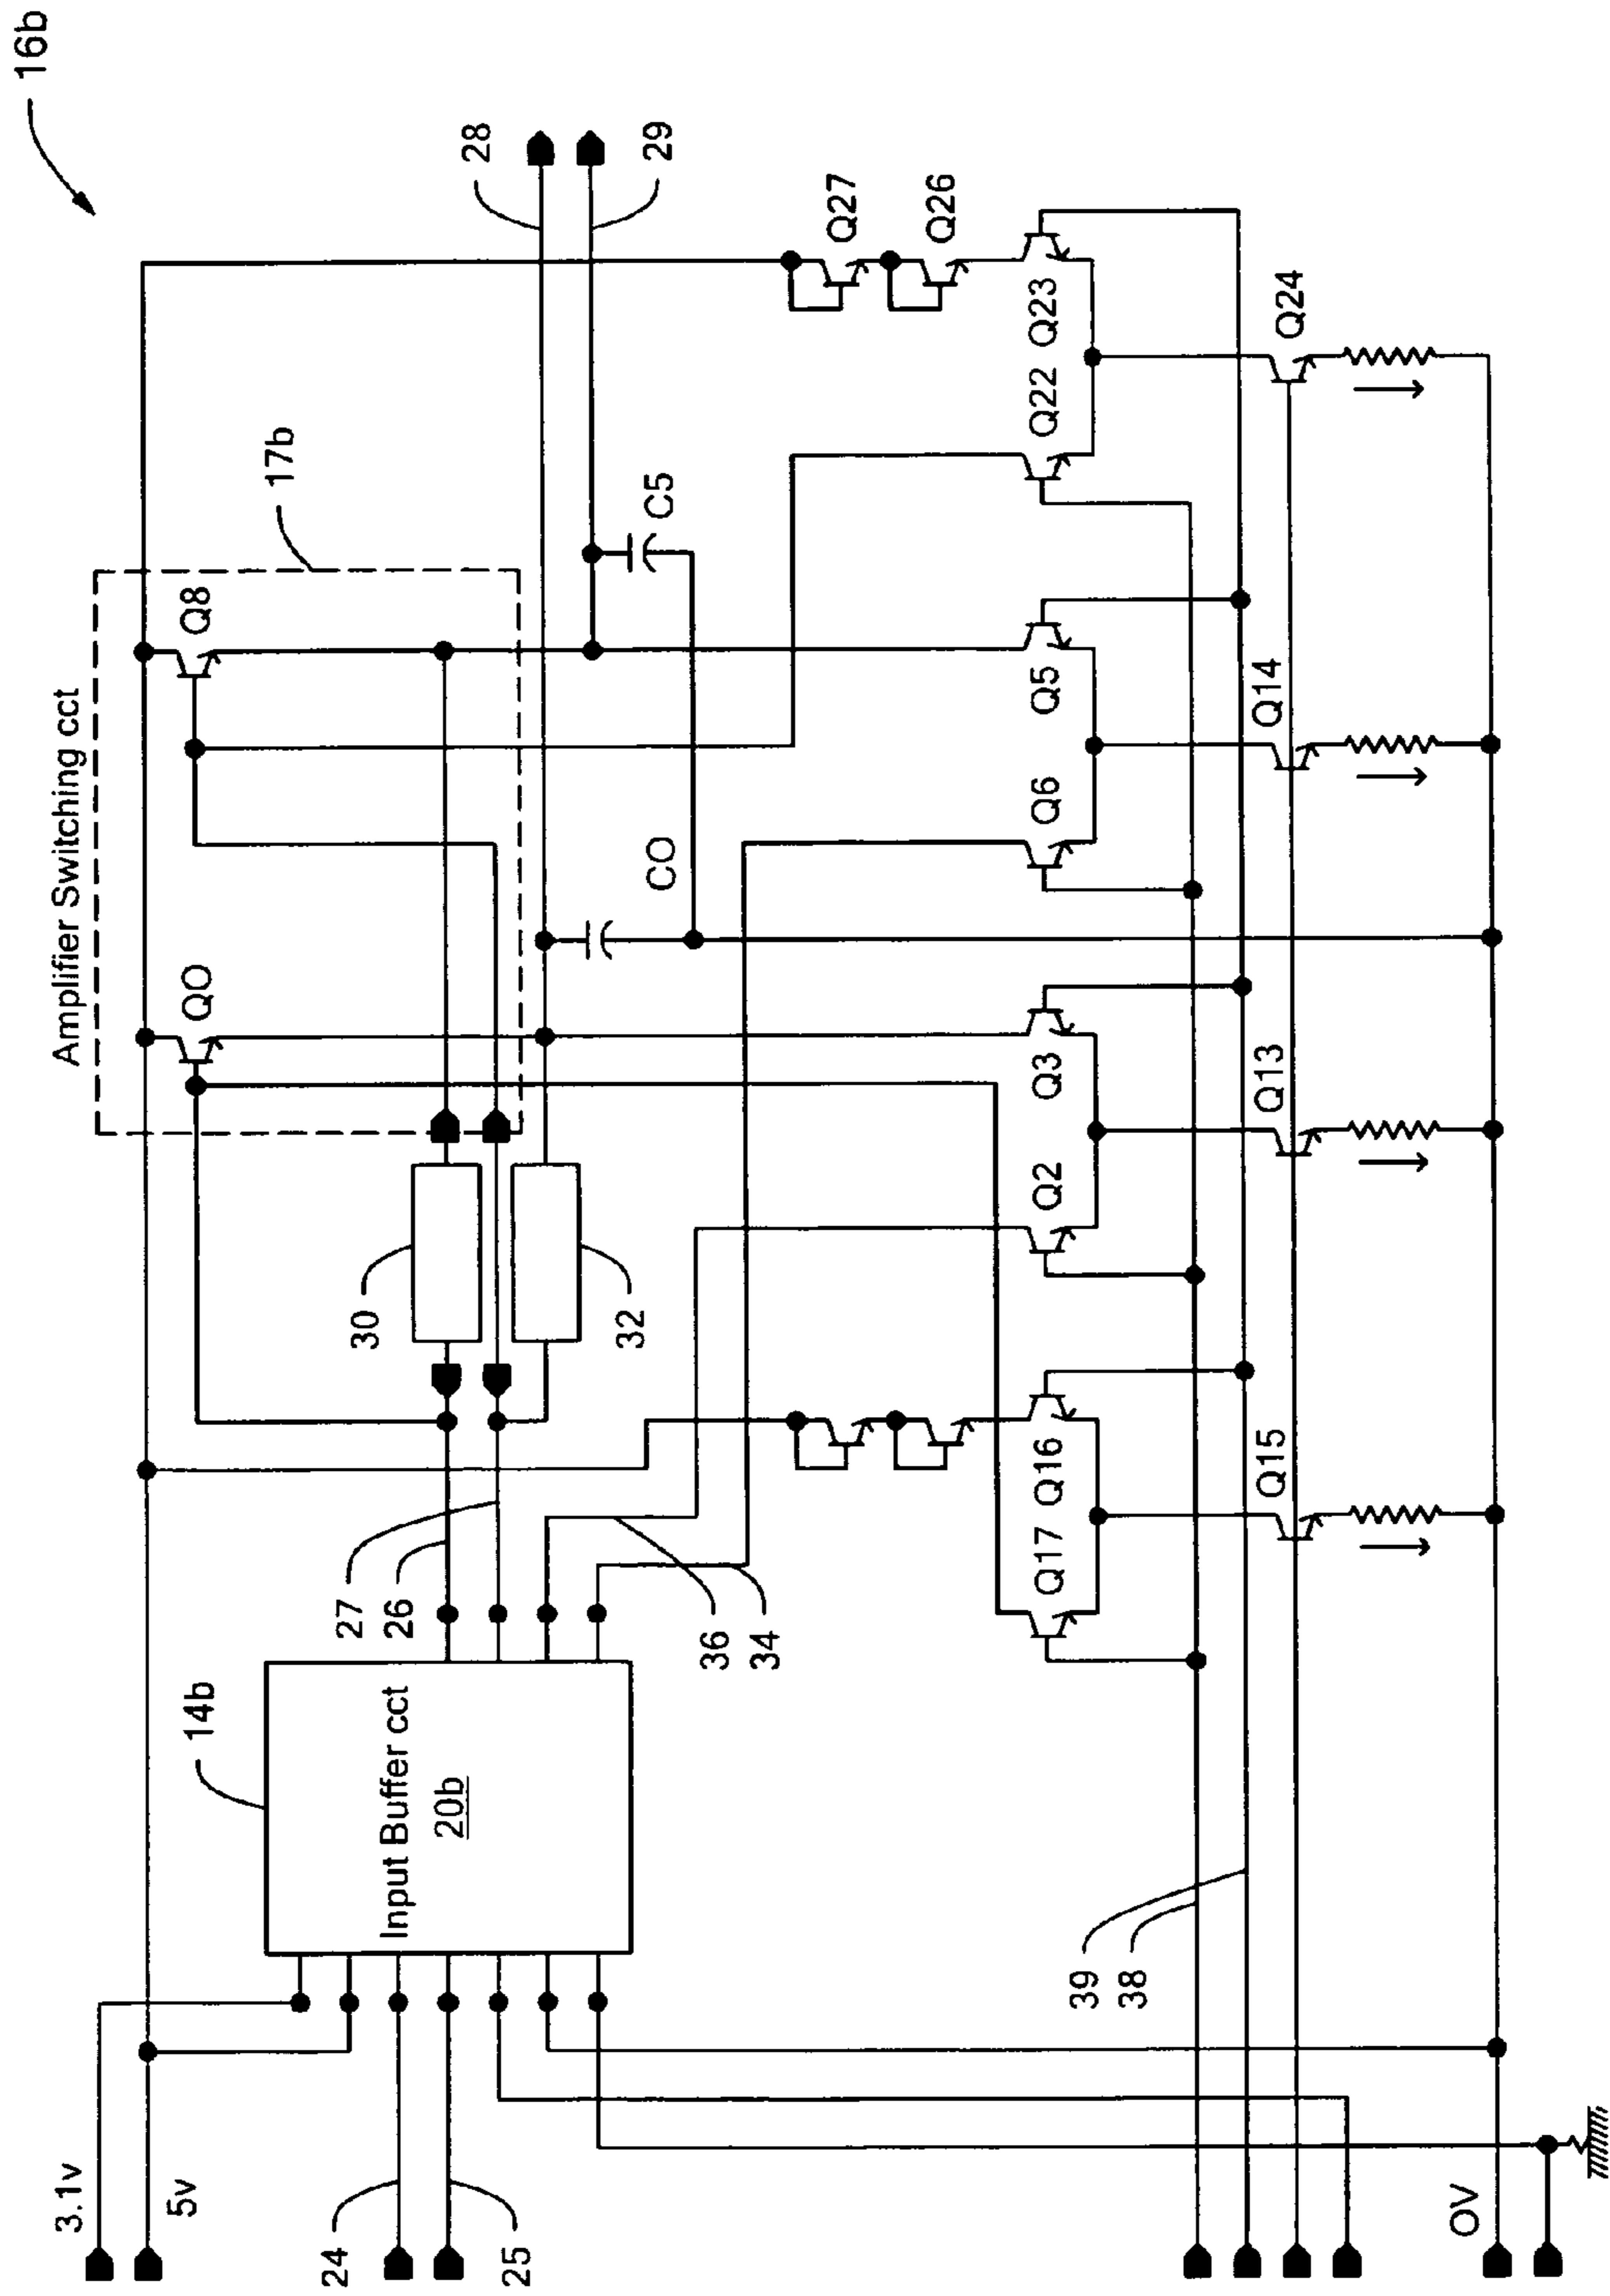 16b
Amplifier Switching cct
17b
28
29
Q8
QO
Q27
Q26
C5
CO
30
32
Q23
Q22
Q5
Q6
Q3
Q2
Q16
Q17
Q24
Q14
Q13
Q15
27
26
36
34
14b
Input Buffer cct
20b
39
38
3.1v
5v
24
25
OV